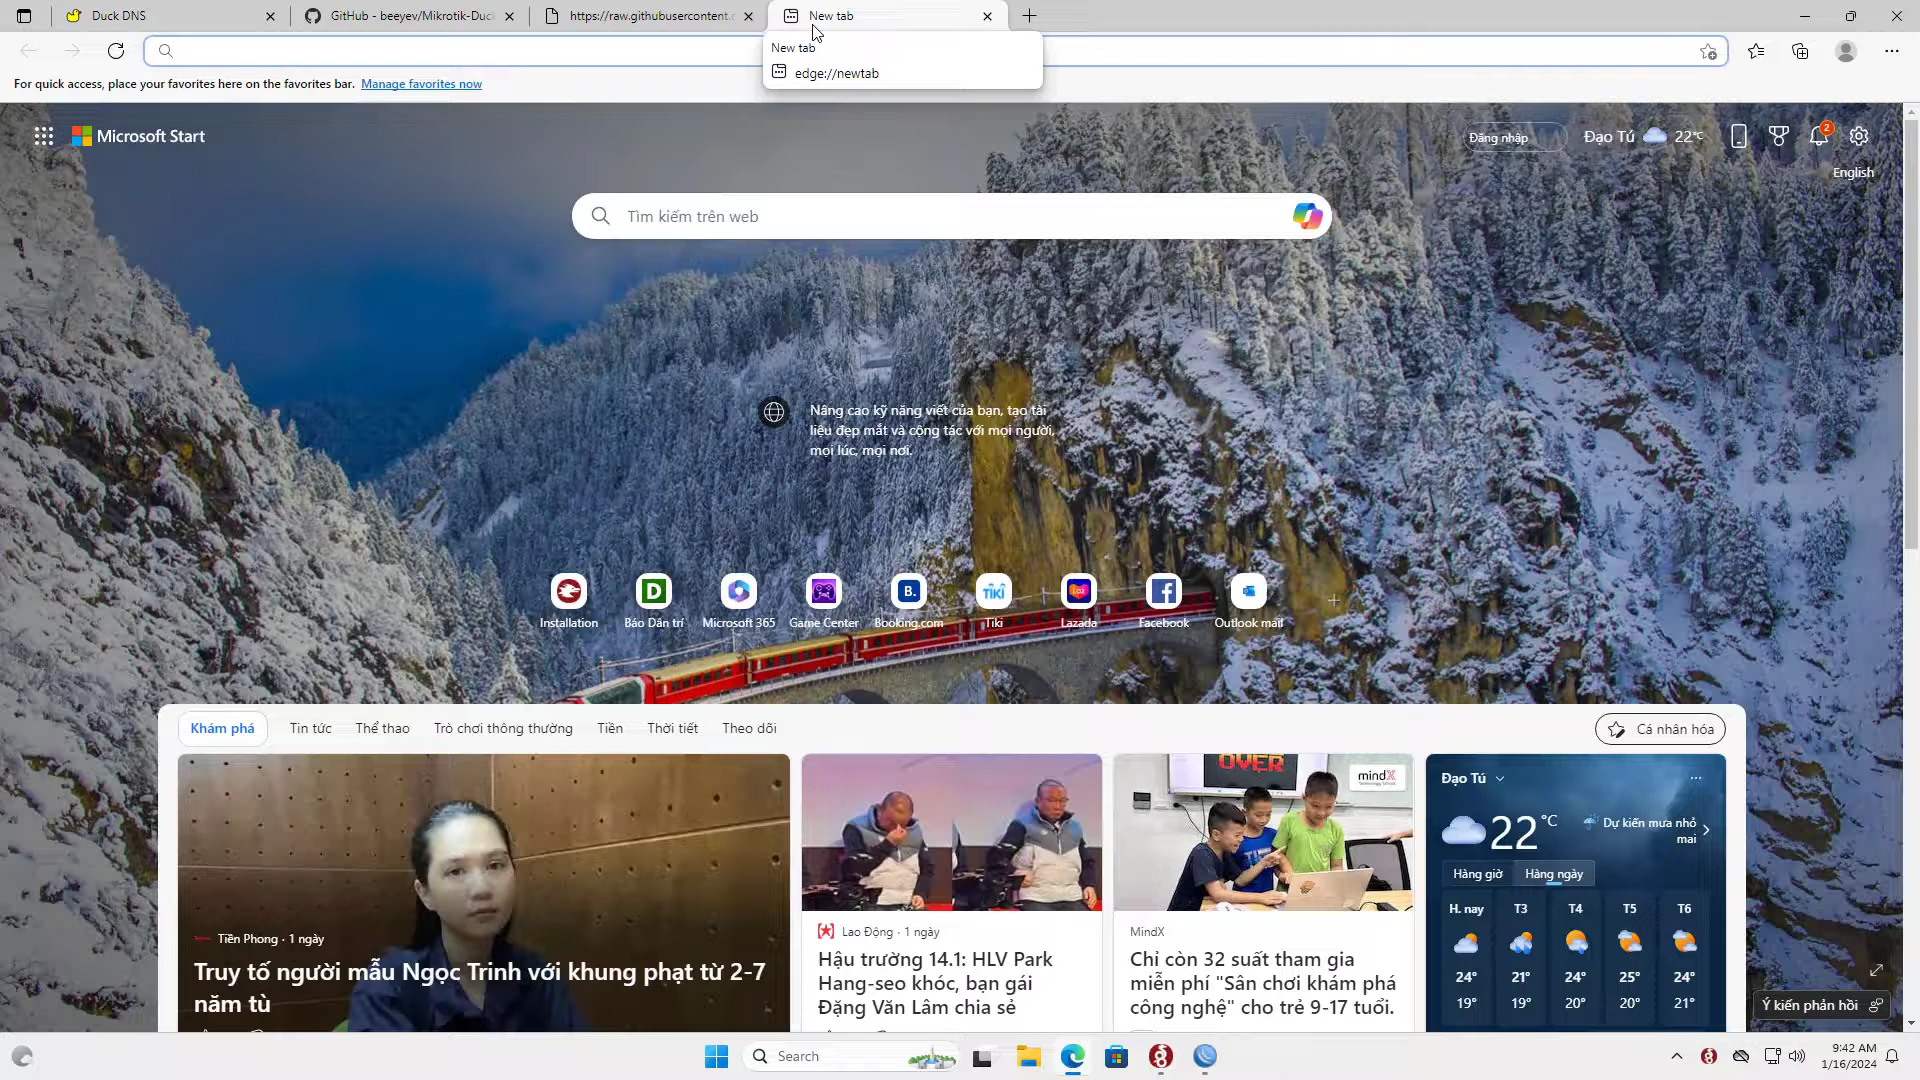 Duck DNS
GitHub - beeyev/Mikrotik-Duck
https://raw.githubusercontent.c
New tab
New tab
edge://newtab
For quick access, place your favorites here on the favorites bar. Manage favorites now
Microsoft Start
Đăng nhập
Đạo Tú
22°C
2
English
Tìm kiếm trên web
Nâng cao kỹ năng viết của bạn, tạo tài
liệu đẹp mắt và cộng tác với mọi người,
mọi lúc, mọi nơi.
D
B.
TiKi
Laz
Installation
Báo Dân trí
Microsoft 365
Game Center
Booking.com
Tiki
Lazada
Facebook
Outlook mail
Khám phá
Tin tức
Thể thao
Trò chơi thông thường
Tiền
Thời tiết
Theo dõi
Cá nhân hóa
Tiền Phong · 1 ngày
Truy tố người mẫu Ngọc Trinh với khung phạt từ 2-7
năm tù
Lao Động · 1 ngày
Hậu trường 14.1: HLV Park
Hang-seo khóc, bạn gái
Đặng Văn Lâm chia sẻ
OVER
mindX
MindX
Chỉ còn 32 suất tham gia
miễn phí "Sân chơi khám phá
công nghệ" cho trẻ 9-17 tuổi.
Đạo Tú
22 °C
Dự kiến mưa nhỏ
mai
Hàng giờ
Hàng ngày
H. nay
T3
T4
T5
T6
24°
21°
24°
25°
24°
19°
19°
20°
20°
21°
Ý kiến phản hồi
Search
9:42 AM
1/16/2024